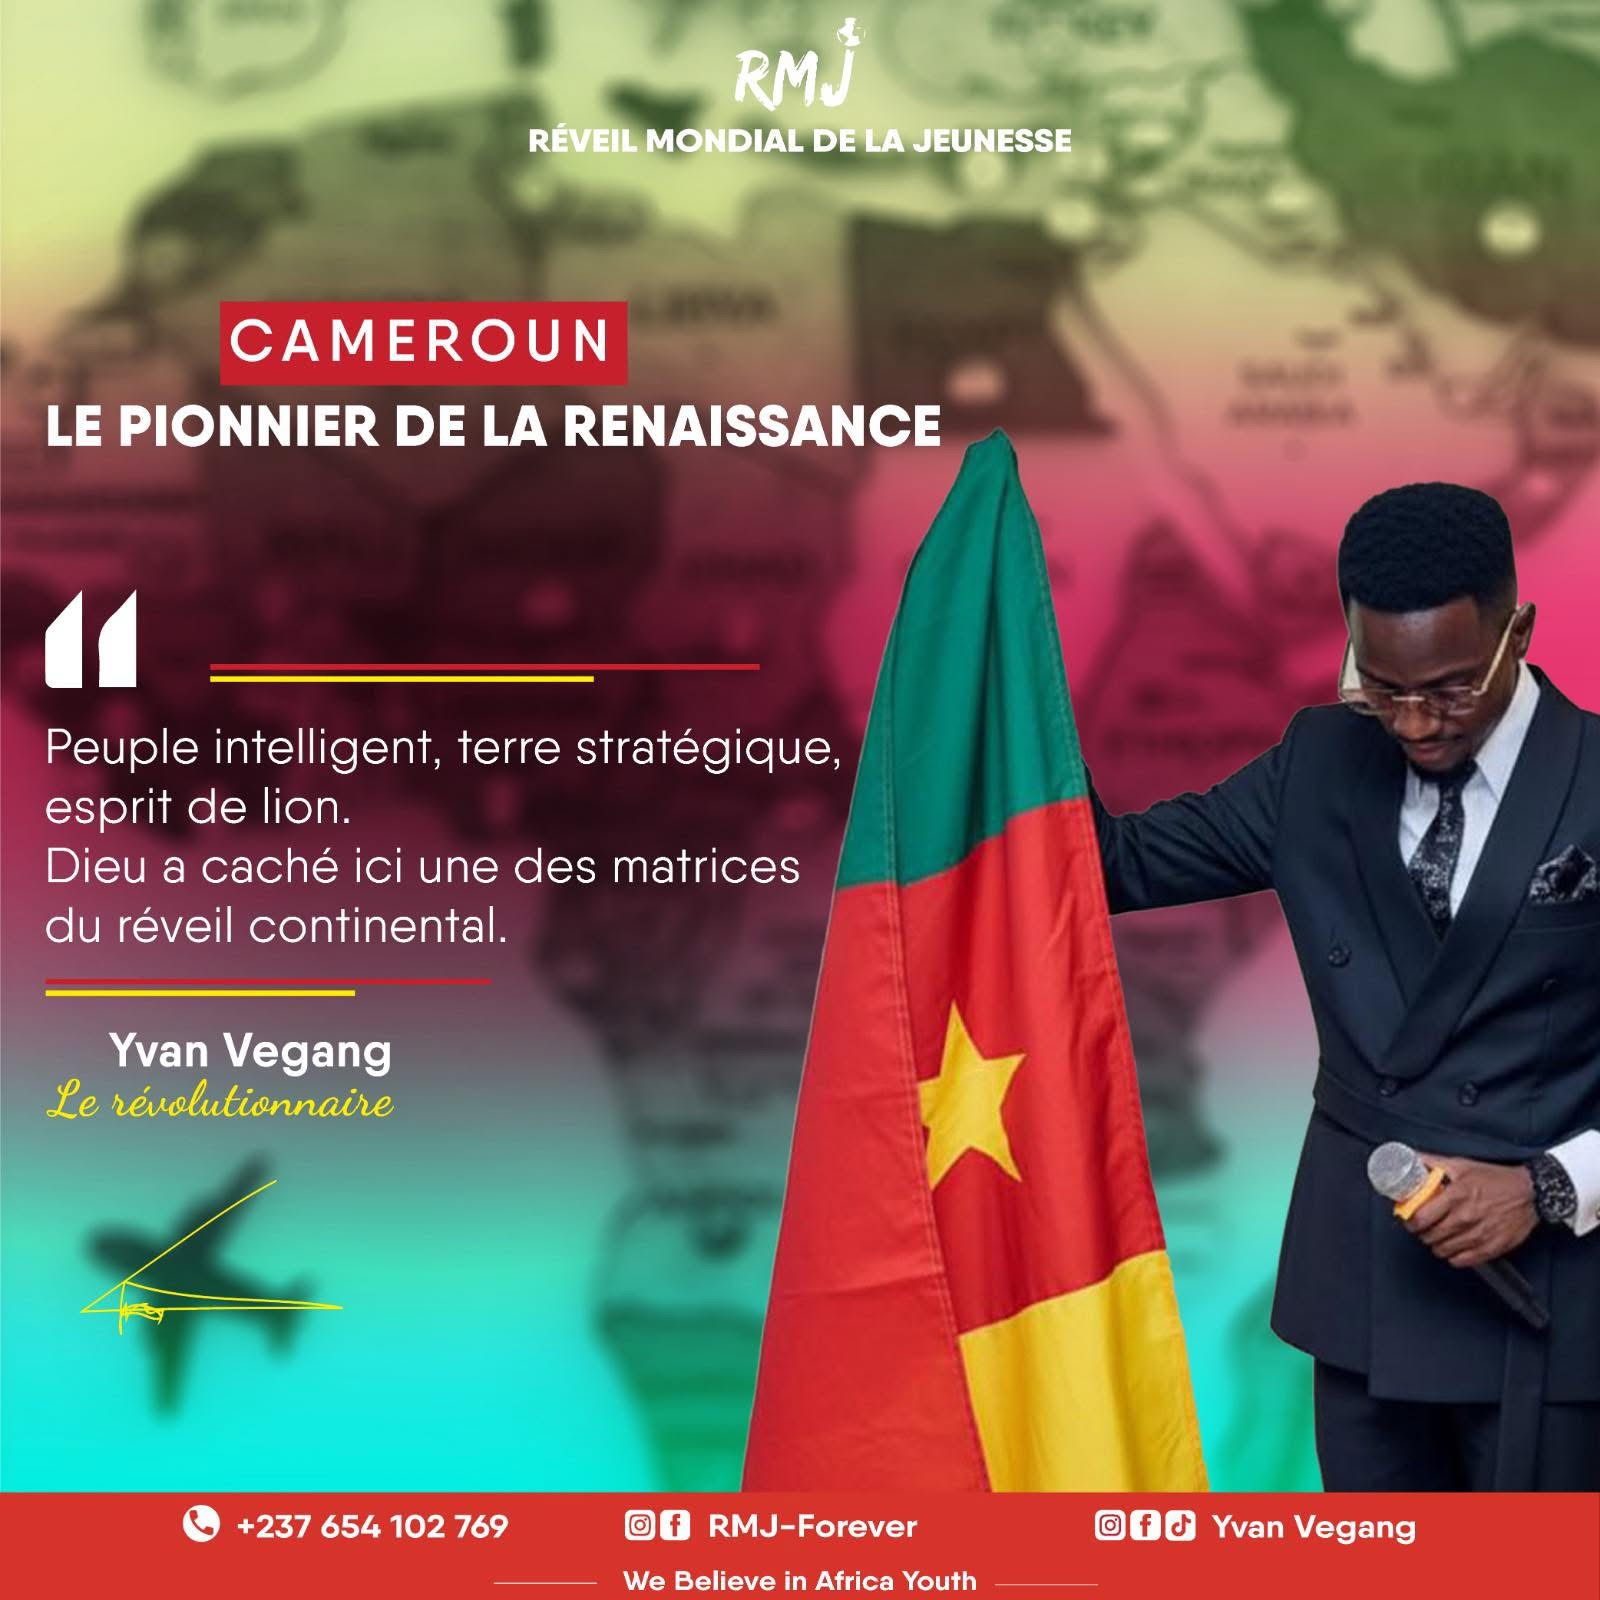 RMJ
RÉVEIL MONDIAL DE LA JEUNESSE
CAMEROUN
LE PIONNIER DE LA RENAISSANCE
Peuple intelligent, terre stratégique,
esprit de lion.
Dieu a caché ici une des matrices
du réveil continental.
Yvan Vegang
Le révolutionnaire
+237 654 102 769
RMJ-Forever
Yvan Vegang
We Believe in Africa Youth